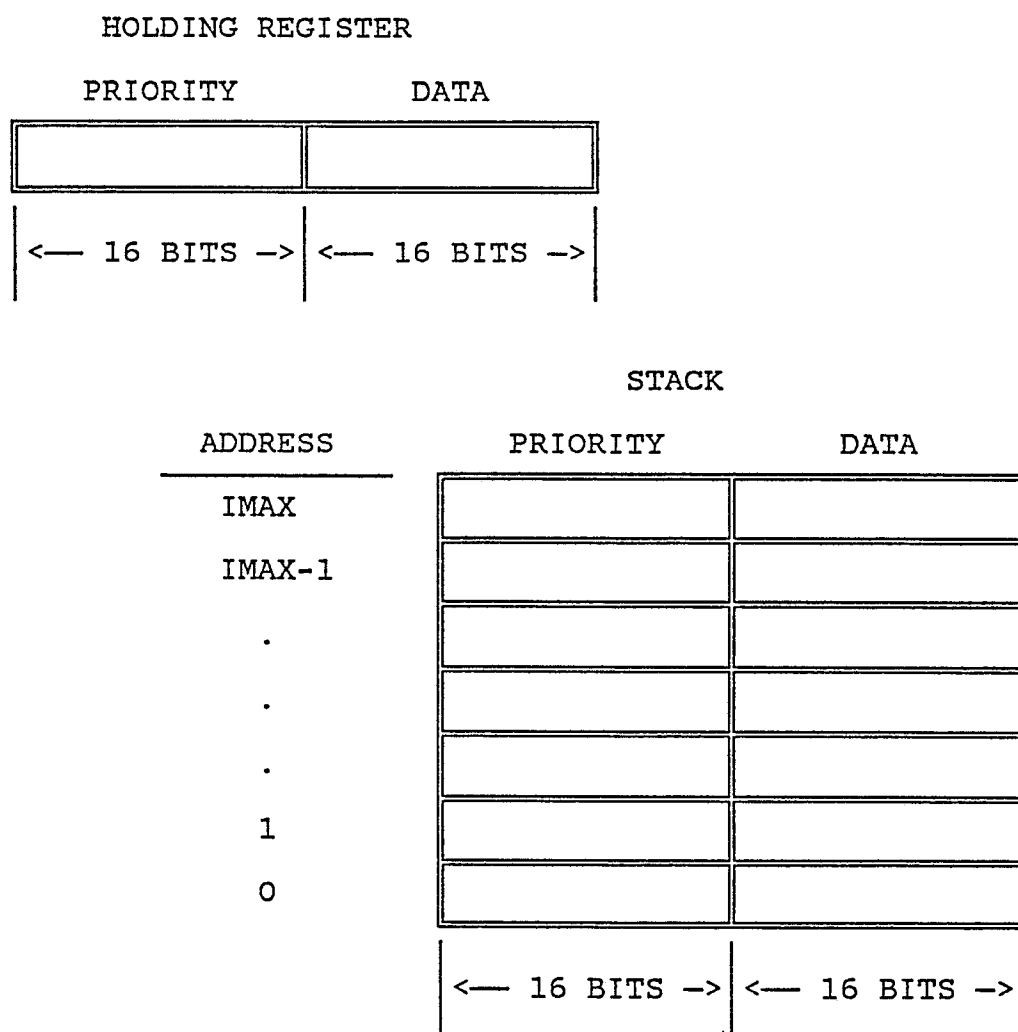 HOLDING REGISTER
PRIORITY DATA
<— 16 BITS —> <— 16 BITS —>
STACK
ADDRESS PRIORITY DATA
IMAX
IMAX-1
.
.
.
1
0
<— 16 BITS —> <— 16 BITS —>